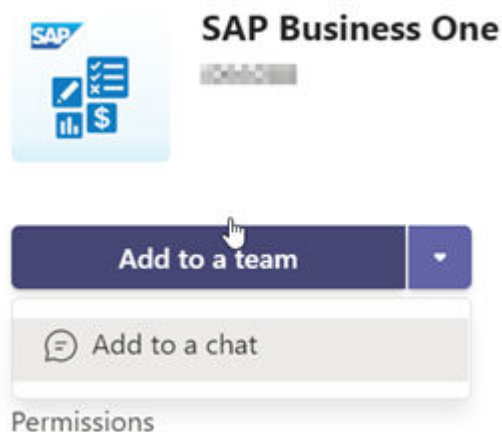 SAP
SAP Business One
Add to a team
Add to a chat
Permissions